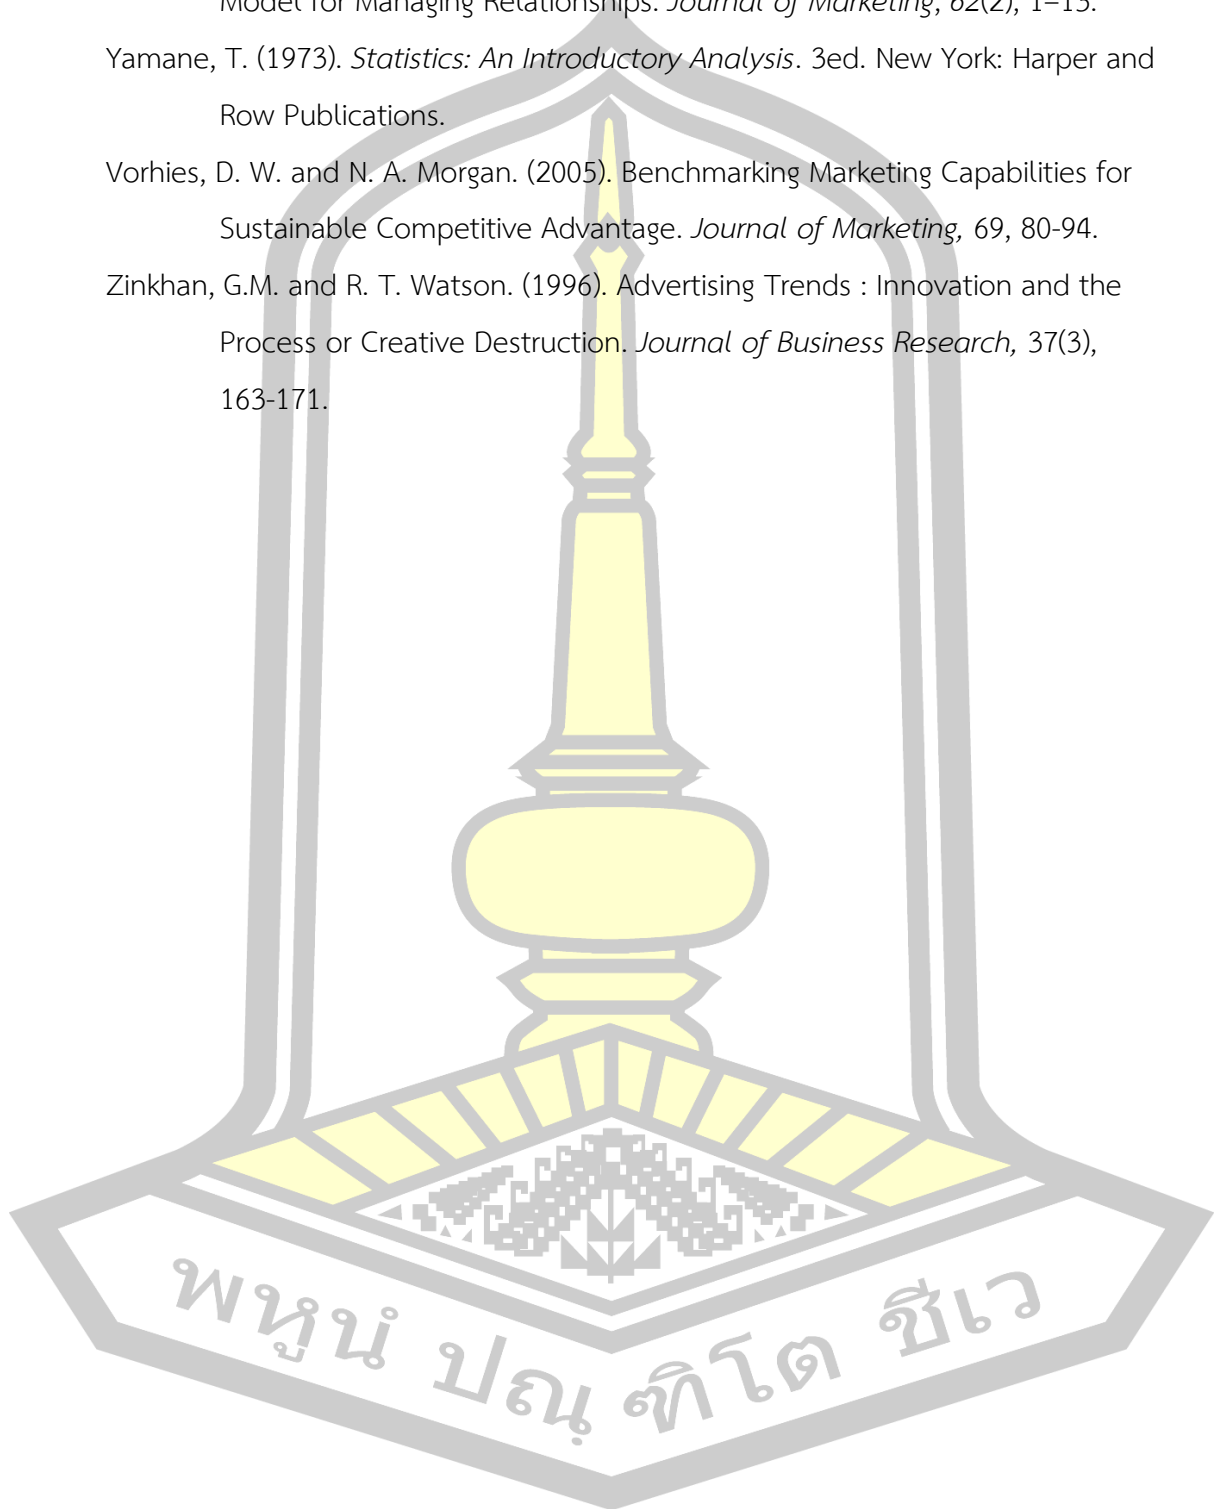 Model for Managing Relationships. Journal of Marketing, 62(2), 1–13.
Yamane, T. (1973). Statistics: An Introductory Analysis. 3ed. New York: Harper and
Row Publications.
Vorhies, D. W. and N. A. Morgan. (2005). Benchmarking Marketing Capabilities for
Sustainable Competitive Advantage. Journal of Marketing, 69, 80-94.
Zinkhan, G.M. and R. T. Watson. (1996). Advertising Trends : Innovation and the
Process or Creative Destruction. Journal of Business Research, 37(3),
163-171.
พหูนํ ปณฺฑิโต ชีเว